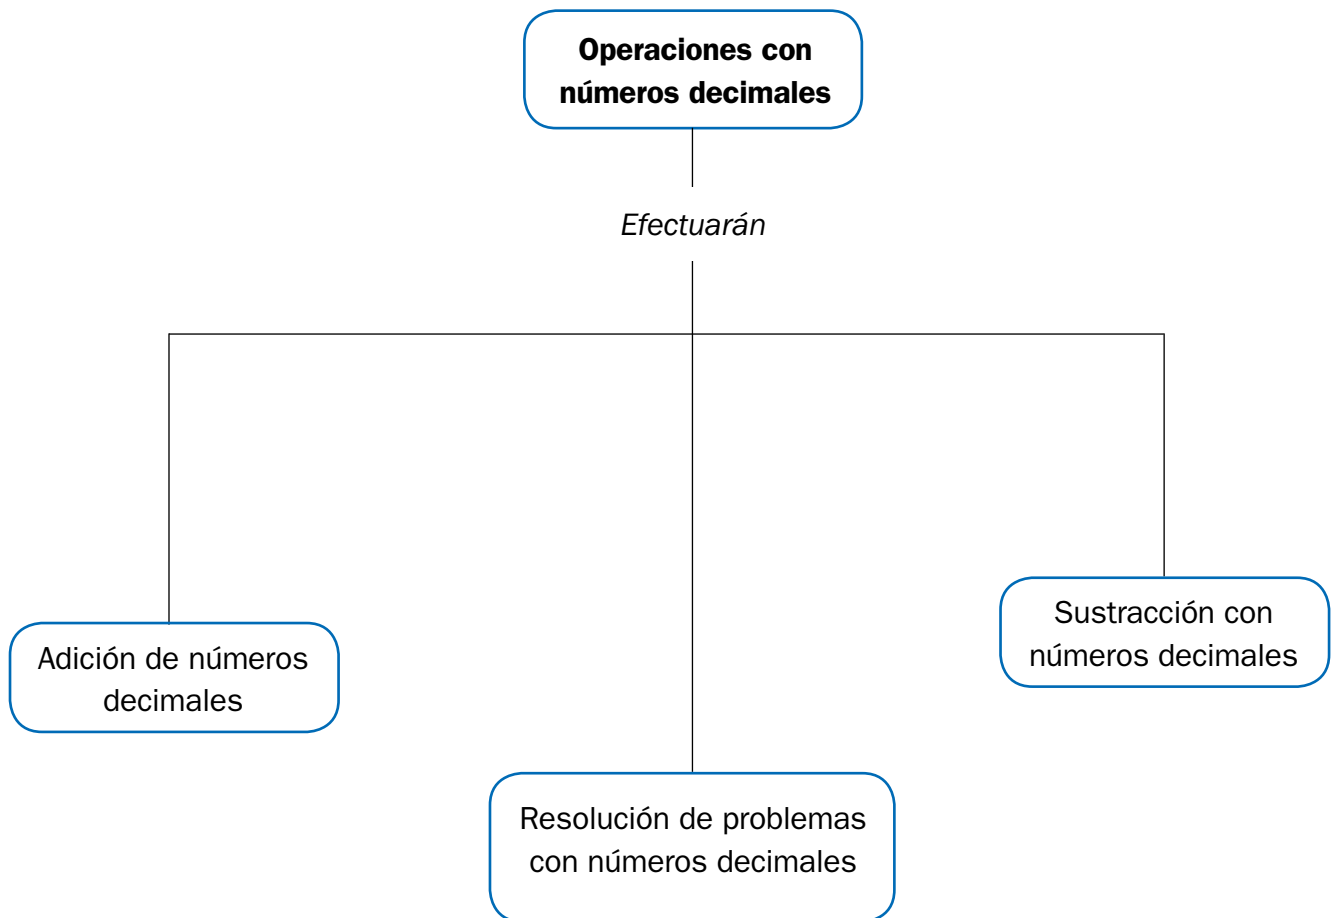 Operaciones con
números decimales
Efectuarán
Adición de números
decimales
Resolución de problemas
con números decimales
Sustracción con
números decimales